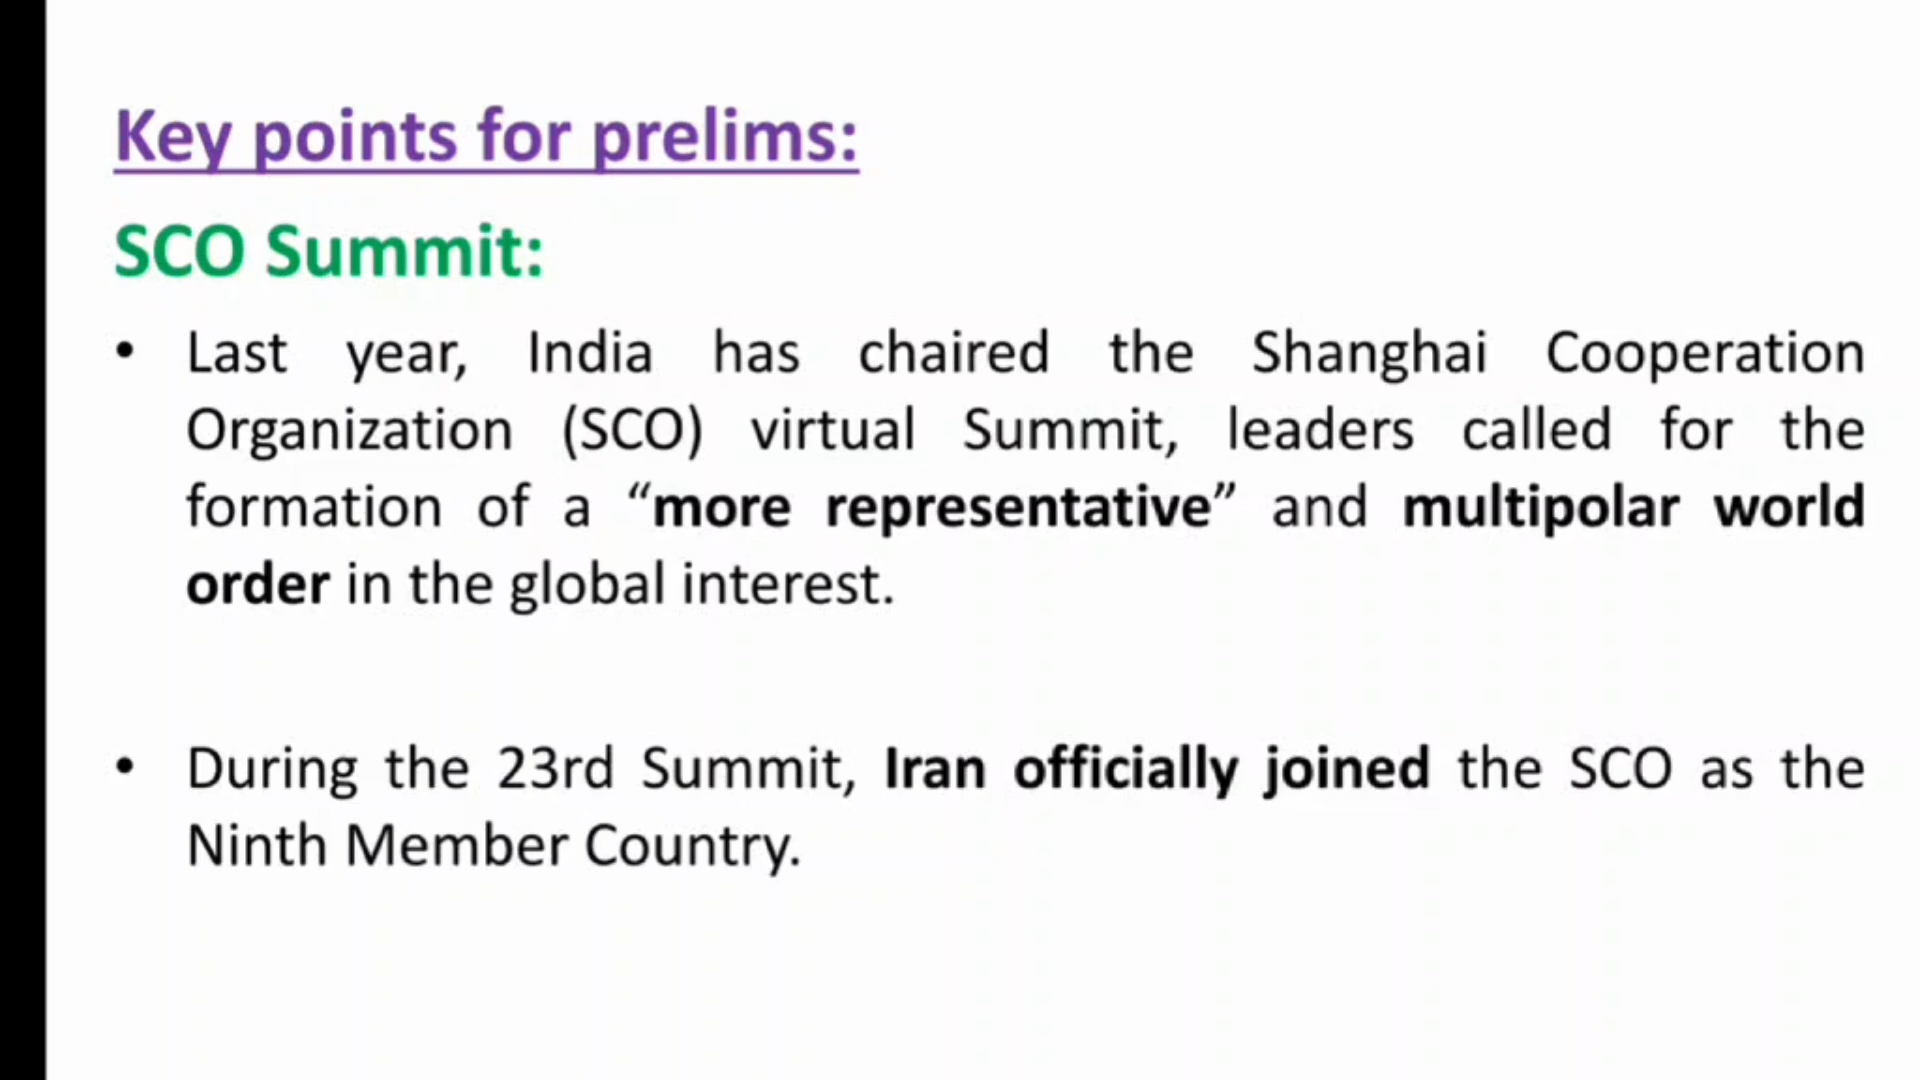 Key points for prelims:
SCO Summit:
• Last year, India has chaired the Shanghai Cooperation
Organization (SCO) virtual Summit, leaders called for the
formation of a “more representative” and multipolar world
order in the global interest.
• During the 23rd Summit, Iran officially joined the SCO as the
Ninth Member Country.